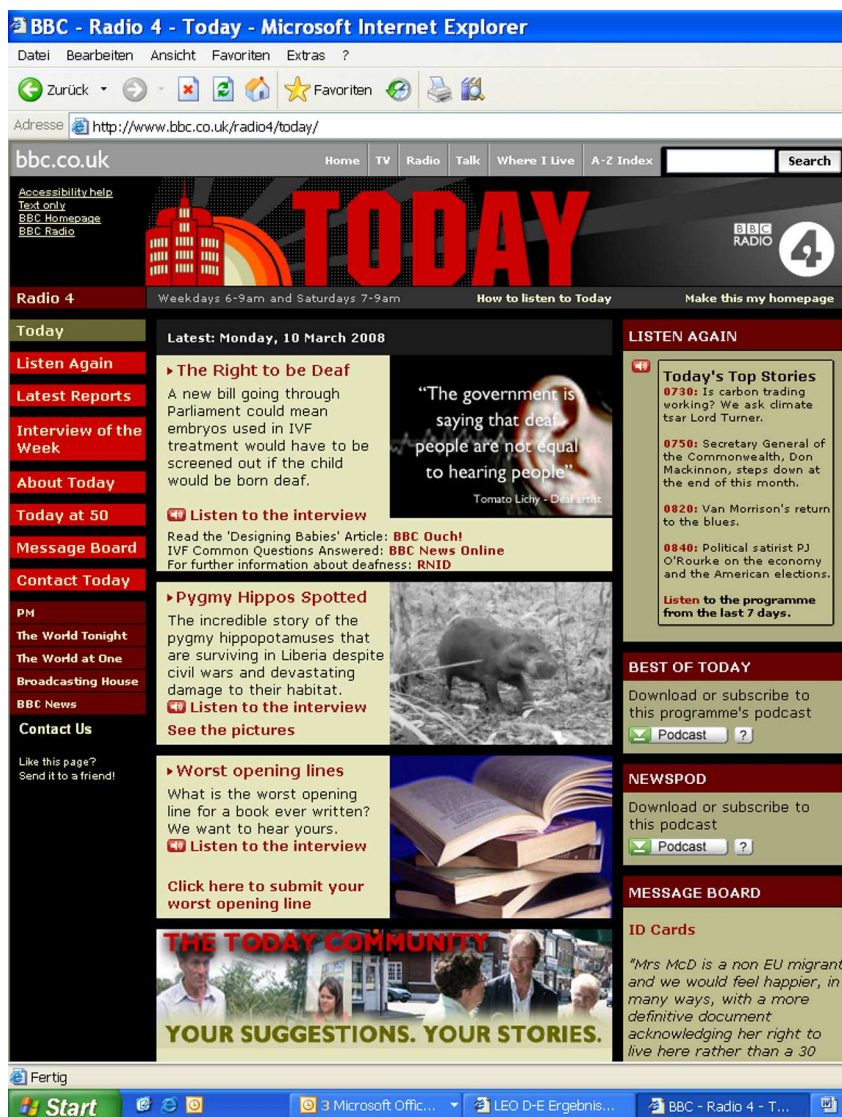 BBC - Radio 4 - Today - Microsoft Internet Explorer
Datei Bearbeiten Ansicht Favoriten Extras ?
Zurück Favoriten
Adresse http://www.bbc.co.uk/radio4/today/
bbc.co.uk Home TV Radio Talk Where I Live A-Z Index Search
Accessibility help
Text only
BBC Homepage
BBC Radio
TODAY
BBC
RADIO
4
Radio 4
Weekdays 6-9am and Saturdays 7-9am How to listen to Today Make this my homepage
Today
Listen Again
Latest Reports
Interview of the
Week
About Today
Today at 50
Message Board
Contact Today
PM
The World Tonight
The World at One
Broadcasting House
BBC News
Contact Us
Like this page?
Send it to a friend!
Latest: Monday, 10 March 2008
The Right to be Deaf
A new bill going through
Parliament could mean
embryos used in IVF
treatment would have to be
screened out if the child
would be born deaf.
Listen to the interview
"The government is
saying that deaf
people are not equal
to hearing people"
Tomato Lichy - Deaf artist
Read the 'Designing Babies' Article: BBC Ouch!
IVF Common Questions Answered: BBC News Online
For further information about deafness: RNID
Pygmy Hippos Spotted
The incredible story of the
pygmy hippopotamuses that
are surviving in Liberia despite
civil wars and devastating
damage to their habitat.
Listen to the interview
See the pictures
Worst opening lines
What is the worst opening
line for a book ever written?
We want to hear yours.
Listen to the interview
Click here to submit your
worst opening line
THE TODAY COMMUNITY
YOUR SUGGESTIONS. YOUR STORIES.
LISTEN AGAIN
Today's Top Stories
0730: Is carbon trading
working? We ask climate
tsar Lord Turner.
0750: Secretary General of
the Commonwealth, Don
Mackinnon, steps down at
the end of this month.
0820: Van Morrison's return
to the blues.
0840: Political satirist PJ
O'Rourke on the economy
and the American elections.
Listen to the programme
from the last 7 days.
BEST OF TODAY
Download or subscribe to
this programme's podcast
Podcast ?
NEWSPOD
Download or subscribe to
this podcast
Podcast ?
MESSAGE BOARD
ID Cards
"Mrs McD is a non EU migrant
and we would feel happier, in
many ways, with a more
definitive document
acknowledging her right to
live here rather than a 30
Fertig
Start 3 Microsoft Offic... LEO D-E Ergebnis... BBC - Radio 4 - T...